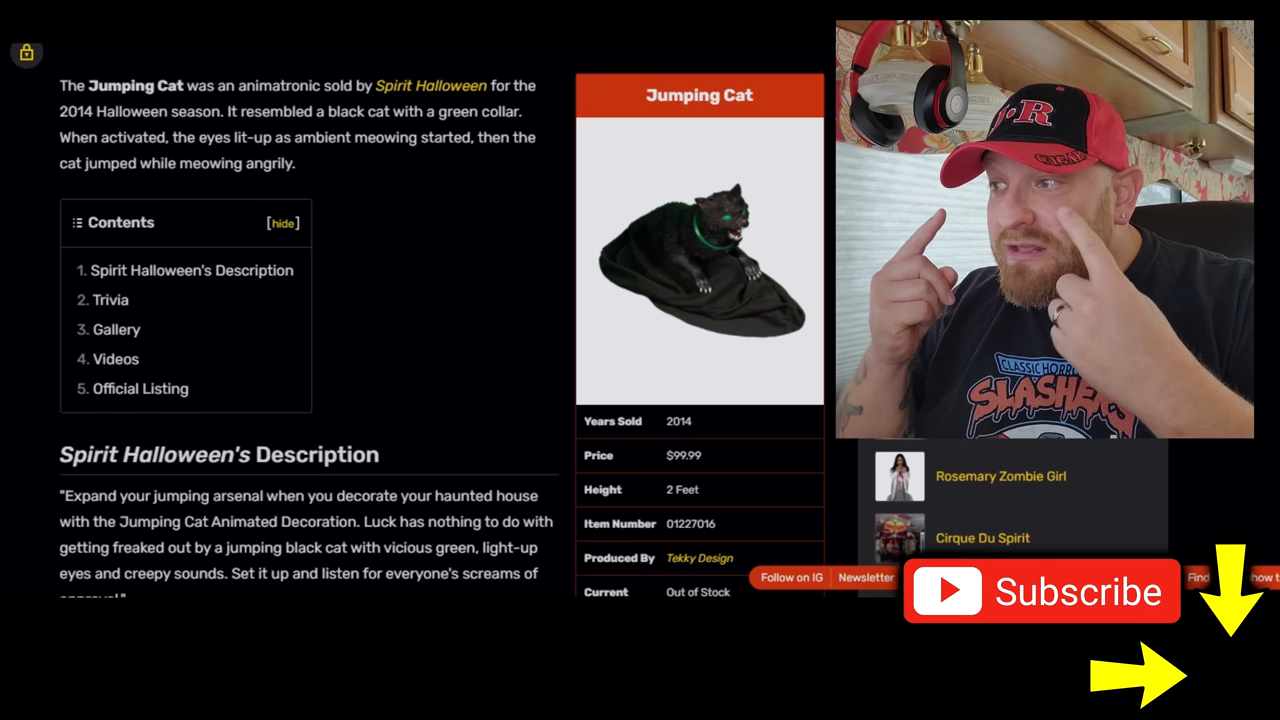 The Jumping Cat was an animatronic sold by Spirit Halloween for the
2014 Halloween season. It resembled a black cat with a green collar.
When activated, the eyes lit-up as ambient meowing started, then the
cat jumped while meowing angrily.
Contents [hide]
1. Spirit Halloween's Description
2. Trivia
3. Gallery
4. Videos
5. Official Listing
Spirit Halloween's Description
"Expand your jumping arsenal when you decorate your haunted house
with the Jumping Cat Animated Decoration. Luck has nothing to do with
getting freaked out by a jumping black cat with vicious green, light-up
eyes and creepy sounds. Set it up and listen for everyone's screams of
Jumping Cat
Years Sold 2014
Price $99.99
Height 2 Feet
Item Number 01227016
Produced By Tekky Design
Current Out of Stock
CLASSIC HORROR
SLASHERS
Rosemary Zombie Girl
Cirque Du Spirit
Follow on IG
Newsletter
Find
Subscribe